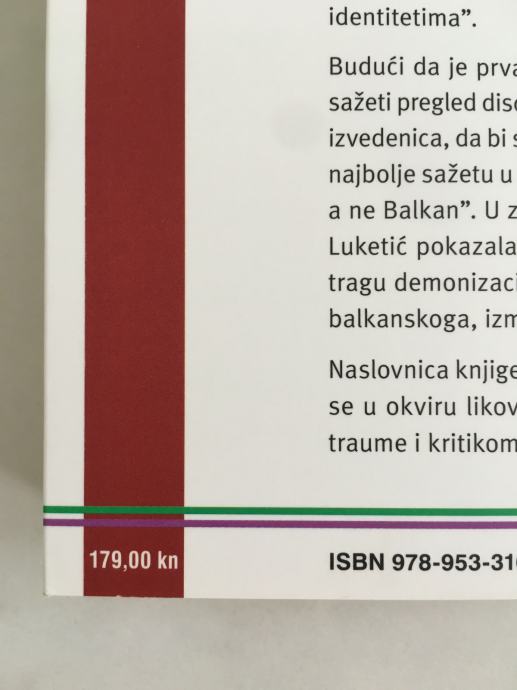 identitetima”.
Budući da je prva
sažeti pregled disc
izvedenica, da bi s
najbolje sažetu u
a ne Balkan”. U z
Luketić pokazala
tragu demonizaci
balkanskoga, izm
Naslovnica knjige
se u okviru likov
traume i kritikom
179,00 kn
ISBN 978-953-31